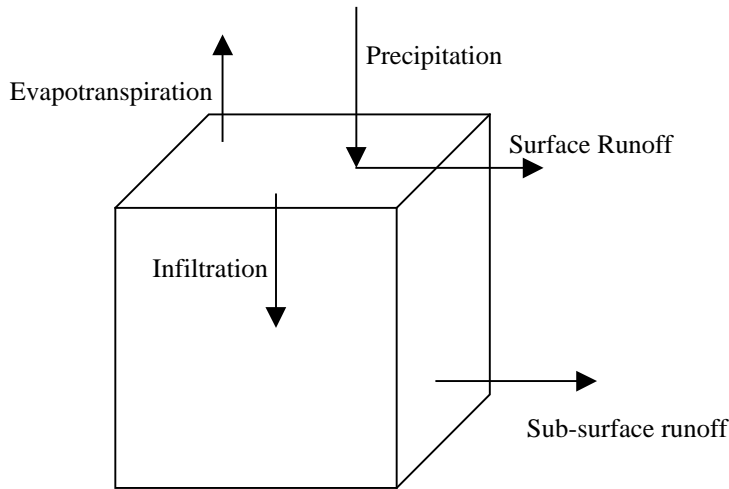 Precipitation
Evapotranspiration
Surface Runoff
Infiltration
Sub-surface runoff